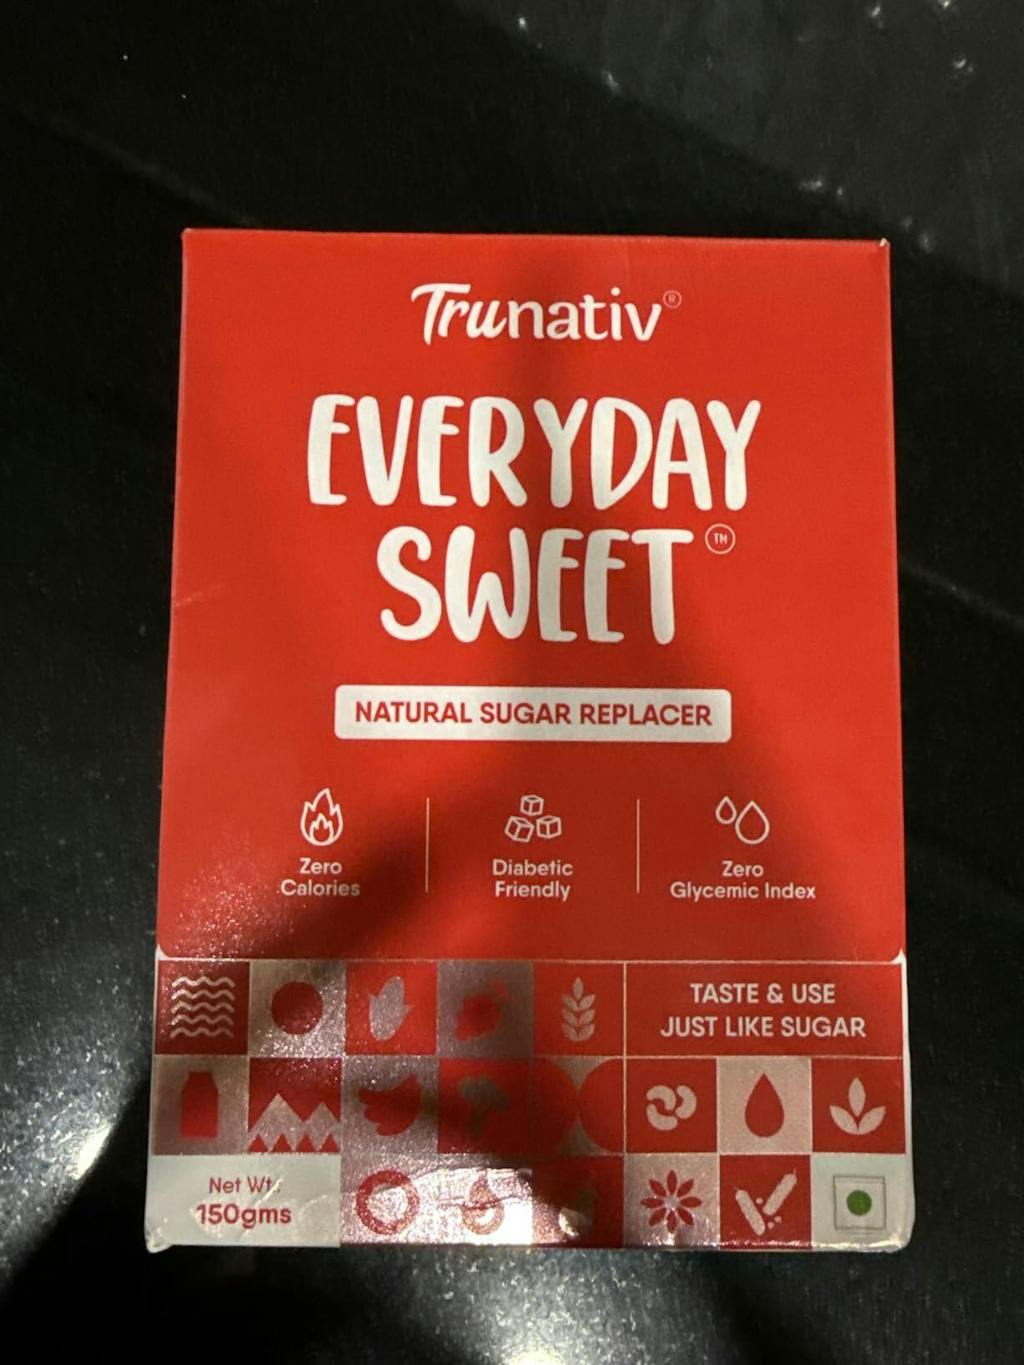 Trunativ®
EVERYDAY
SWEET™
NATURAL SUGAR REPLACER
Zero
Calories
Diabetic
Friendly
Zero
Glycemic Index
TASTE & USE
JUST LIKE SUGAR
Net Wt.
150gms